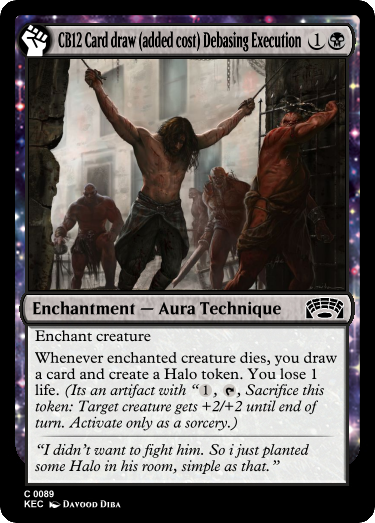 CB12 Card draw (added cost) Debasing Execution 1
Enchantment — Aura Technique
Enchant creature
Whenever enchanted creature dies, you draw
a card and create a Halo token. You lose 1
life. (Its an artifact with “1, , Sacrifice this
token: Target creature gets +2/+2 until end of
turn. Activate only as a sorcery.)
“I didn't want to fight him. So i just planted
some Halo in his room, simple as that.”
C 0089
KEC Davood Diba